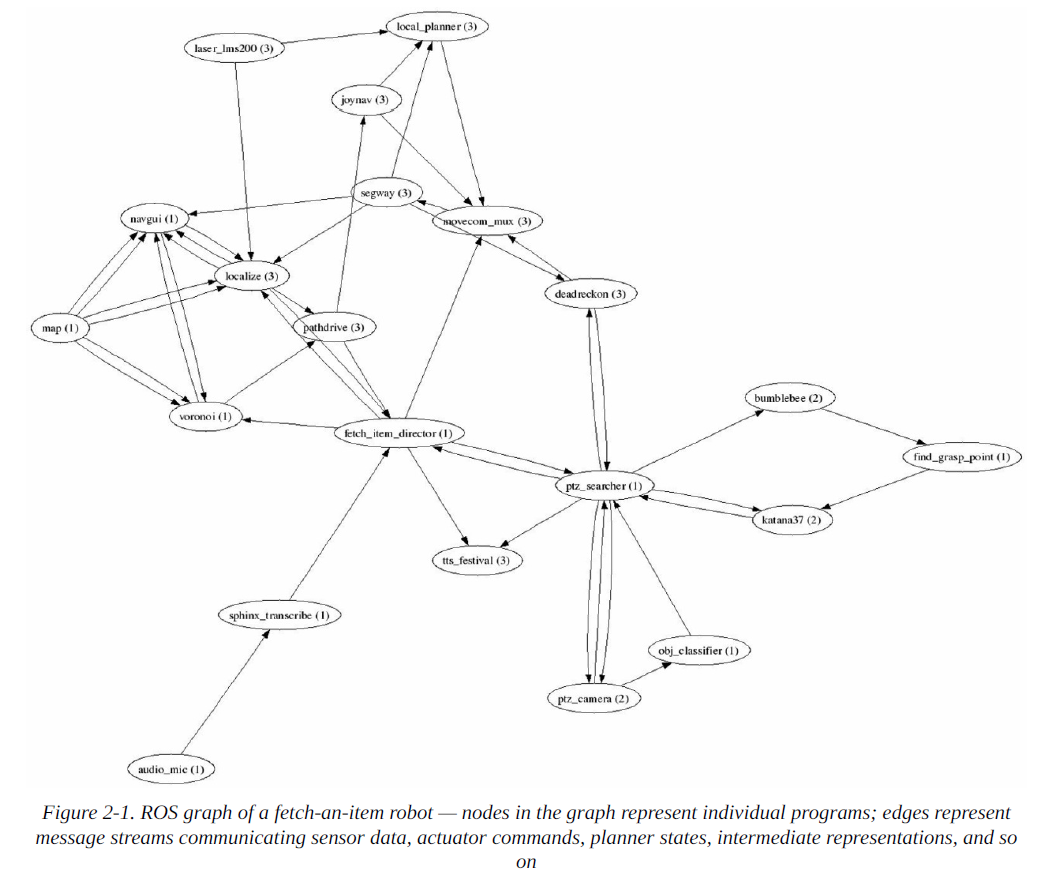 local_planner (3)
laser_lms200 (3)
joynav (3)
segway (3)
navgui (1)
movecom_mux (3)
localize (3)
deadreckon (3)
map (1)
pathdrive (3)
bumblebee (2)
voronoi (1)
fetch_item_director (1)
find_grasp_point (1)
ptz_searcher (1)
katana37 (2)
tts_festival (3)
sphinx_transcribe (1)
obj_classifier (1)
ptz_camera (2)
audio_mic (1)
Figure 2-1. ROS graph of a fetch-an-item robot — nodes in the graph represent individual programs; edges represent
message streams communicating sensor data, actuator commands, planner states, intermediate representations, and so
on